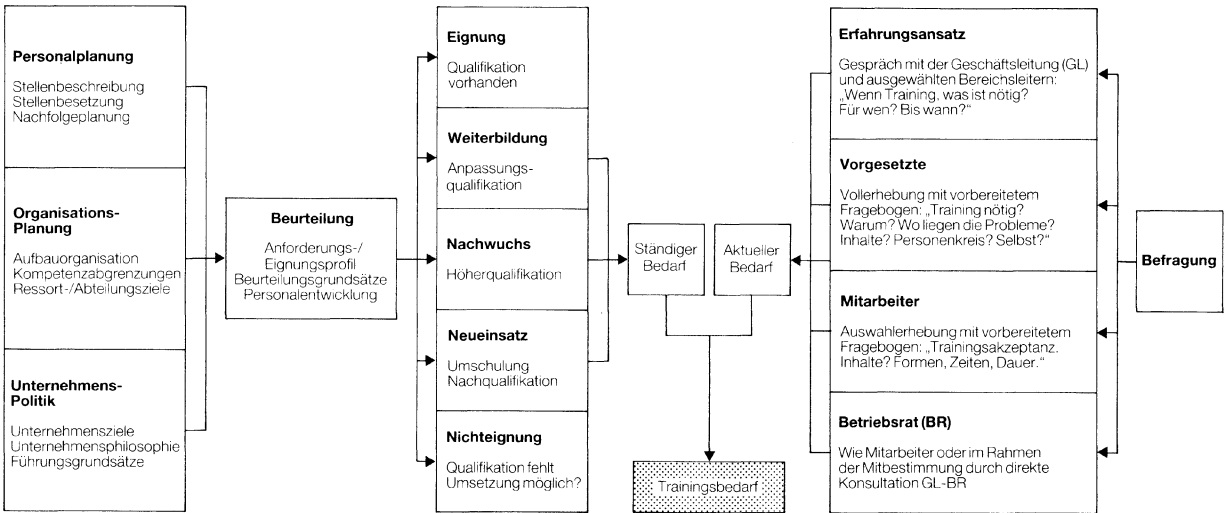 Personalplanung
Stellenbeschreibung
Stellenbesetzung
Nachfolgeplanung
Organisations-
Planung
Aufbauorganisation
Kompetenzabgrenzungen
Ressort-/Abteilungsziele
Unternehmens-
Politik
Unternehmensziele
Unternehmensphilosophie
Führungsgrundsätze
Beurteilung
Anforderungs-/
Eignungsprofil
Beurteilungsgrundsätze
Personalentwicklung
Eignung
Qualifikation
vorhanden
Weiterbildung
Anpassungs-
qualifikation
Nachwuchs
Höherqualifikation
Neueinsatz
Umschulung
Nachqualifikation
Nichteignung
Qualifikation fehlt
Umsetzung möglich?
Ständiger
Bedarf
Aktueller
Bedarf
Trainingsbedarf
Erfahrungsansatz
Gespräch mit der Geschäftsleitung (GL)
und ausgewählten Bereichsleitern:
„Wenn Training, was ist nötig?
Für wen? Bis wann?“
Vorgesetzte
Vollerhebung mit vorbereitetem
Fragebogen: „Training nötig?
Warum? Wo liegen die Probleme?
Inhalte? Personenkreis? Selbst?“
Mitarbeiter
Auswahlerhebung mit vorbereitetem
Fragebogen: „Trainingsakzeptanz.
Inhalte? Formen, Zeiten, Dauer.“
Betriebsrat (BR)
Wie Mitarbeiter oder im Rahmen
der Mitbestimmung durch direkte
Konsultation GL-BR
Befragung